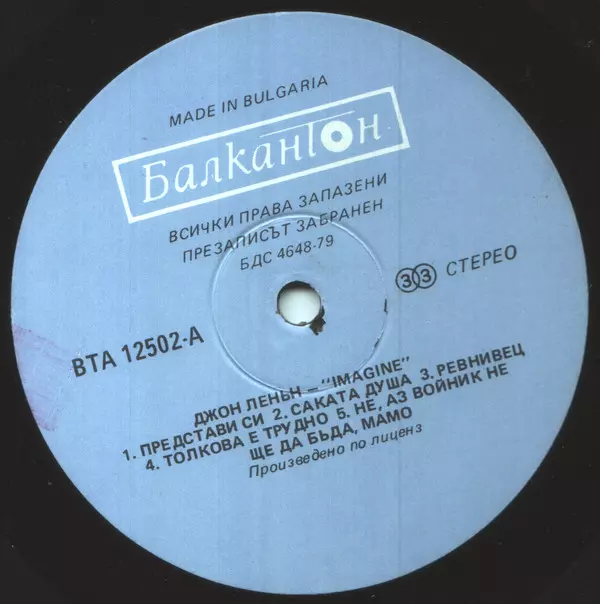 MADE IN BULGARIA
Балкантон
ВСИЧКИ ПРАВА ЗАПАЗЕНИ
ПРЕЗАПИСЪТ ЗАБРАНЕН
БДС 4648-79
33 СТЕРЕО
ВТА 12502-А
ДЖОН ЛЕНЪН – "IMAGINE"
1. ПРЕДСТАВИ СИ 2. САКАТА ДУША 3. РЕВНИВЕЦ
4. ТОЛКОВА Е ТРУДНО 5. НЕ, АЗ ВОЙНИК НЕ
ЩЕ ДА БЪДА, МАМО
Произведено по лиценз